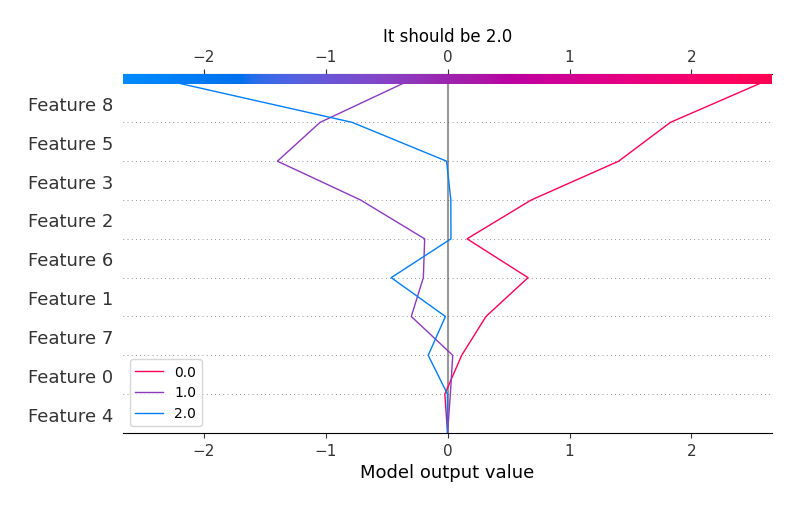 It should be 2.0
−2 −1 0 1 2
Feature 8
Feature 5
Feature 3
Feature 2
Feature 6
Feature 1
Feature 7
Feature 0
Feature 4
0.0
1.0
2.0
−2 −1 0 1 2
Model output value